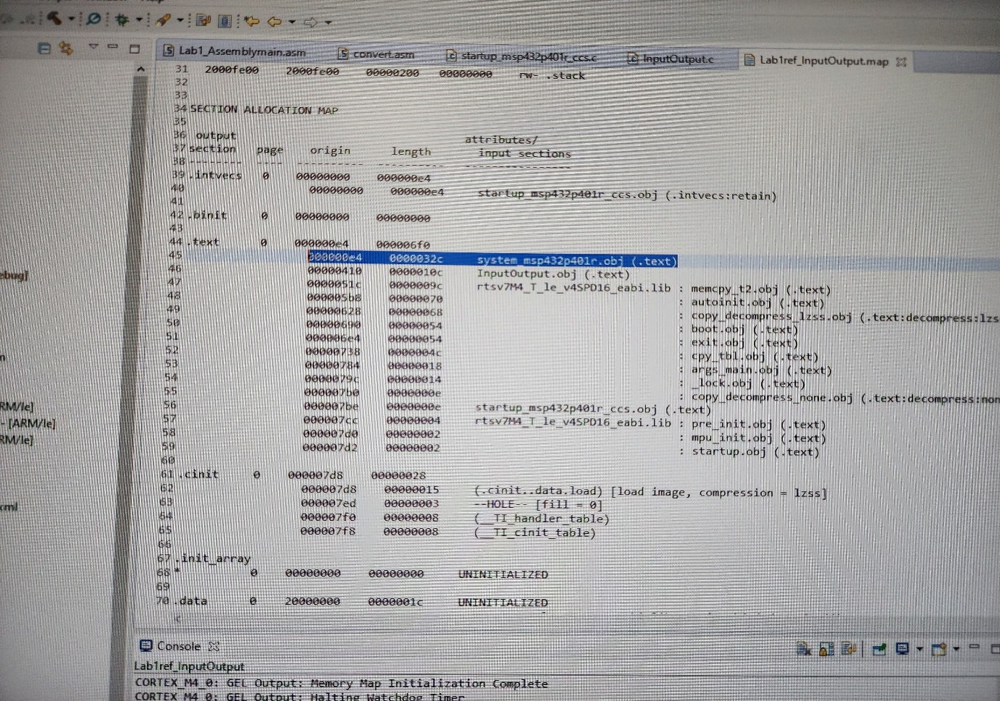 Lab1_Assemblymain.asm convert.asm startup_msp432p401r_ccs.c InputOutput.c Lab1ref_InputOutput.map
31 2000fe00 2000fe00 00000200 00000000 rw- .stack
32
33
34 SECTION ALLOCATION MAP
35
36 output attributes/
37 section page origin length input sections
38 -------- ---- ---------- ---------- ----------------
39 .intvecs 0 00000000 000000e4
40 00000000 000000e4 startup_msp432p401r_ccs.obj (.intvecs:retain)
41
42 .binit 0 00000000 00000000
43
44 .text 0 000000e4 000006f0
45 000000e4 0000032c system_msp432p401r.obj (.text)
46 00000410 0000010c InputOutput.obj (.text)
47 0000051c 0000009c rtsv7M4_T_le_v4SPD16_eabi.lib : memcpy_t2.obj (.text)
48 000005b8 00000070 : autoinit.obj (.text)
49 00000628 00000068 : copy_decompress_lzss.obj (.text:decompress:lzs
50 00000690 00000054 : boot.obj (.text)
51 000006e4 00000054 : exit.obj (.text)
52 00000738 0000004c : cpy_tbl.obj (.text)
53 00000784 00000018 : args_main.obj (.text)
54 0000079c 00000014 : _lock.obj (.text)
55 000007b0 0000000e : copy_decompress_none.obj (.text:decompress:non
56 000007be 0000000e startup_msp432p401r_ccs.obj (.text)
57 000007cc 00000004 rtsv7M4_T_le_v4SPD16_eabi.lib : pre_init.obj (.text)
58 000007d0 00000002 : mpu_init.obj (.text)
59 000007d2 00000002 : startup.obj (.text)
60
61 .cinit 0 000007d8 00000028
62 000007d8 00000015 (.cinit..data.load) [load image, compression = lzss]
63 000007ed 00000003 --HOLE-- [fill = 0]
64 000007f0 00000008 (__TI_handler_table)
65 000007f8 00000008 (__TI_cinit_table)
66
67 .init_array
68 * 0 00000000 00000000 UNINITIALIZED
69
70 .data 0 20000000 0000001c UNINITIALIZED
ebug]
n
RM/le]
- [ARM/le]
RM/le]
xml
Console
Lab1ref_InputOutput
CORTEX_M4_0: GEL Output: Memory Map Initialization Complete
CORTEX_M4_0: GEL Output: Halting Watchdog Timer